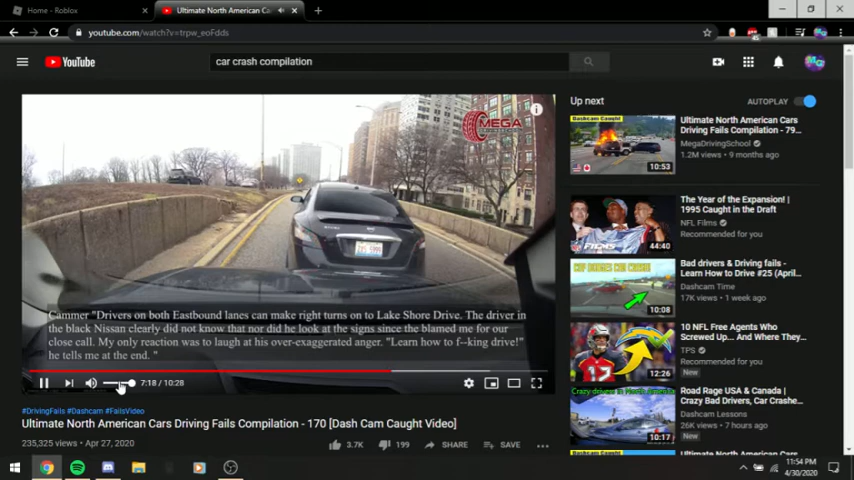 Home - Roblox
Ultimate North American Ca
youtube.com/watch?v=trpw_eoFdds
YouTube
car crash compilation
MEGA
Cammer "Drivers on both Eastbound lanes can make right turns on to Lake Shore Drive. The driver in
the black Nissan clearly did not know that nor did he look at the signs since the blamed me for our
close call. My only reaction was to laugh at his over-exaggerated anger. "Learn how to f--king drive!"
he tells me at the end. "
7:18 / 10:28
#DrivingFails #Dashcam #FailsVideo
Ultimate North American Cars Driving Fails Compilation - 170 [Dash Cam Caught Video]
235,325 views • Apr 27, 2020
3.7K
199
SHARE
SAVE
Up next
AUTOPLAY
Ultimate North American Cars
Driving Fails Compilation - 79...
MegaDrivingSchool
1.2M views • 9 months ago
10:53
The Year of the Expansion! |
1995 Caught in the Draft
NFL Films
Recommended for you
44:40
Bad drivers & Driving fails -
Learn How to Drive #25 (April...
Dashcam Time
17K views • 1 week ago
10:08
10 NFL Free Agents Who
Screwed Up... And Where They...
TPS
Recommended for you
New
12:26
Road Rage USA & Canada |
Crazy Bad Drivers, Car Crashe...
Dashcam Lessons
26K views • 7 hours ago
New
10:17
Ultimate North American Cars
11:54 PM
4/30/2020